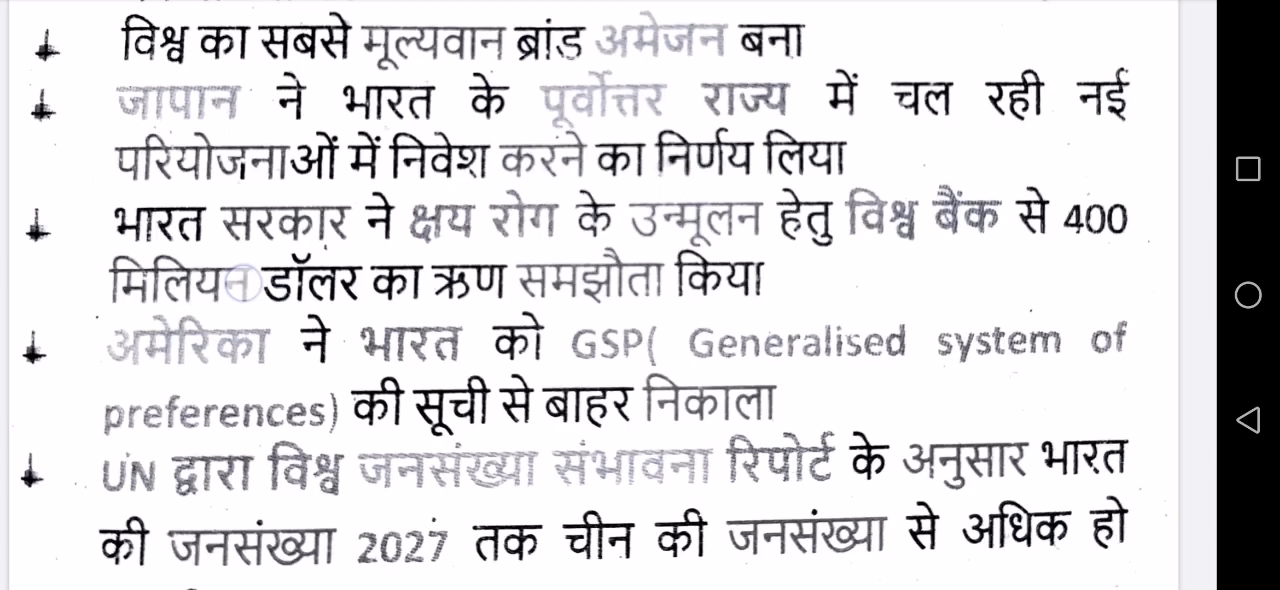 विश्व का सबसे मूल्यवान ब्रांड अमेजन बना
जापान ने भारत के पूर्वोत्तर राज्य में चल रही नई
परियोजनाओं में निवेश करने का निर्णय लिया
भारत सरकार ने क्षय रोग के उन्मूलन हेतु विश्व बैंक से 400
मिलियन डॉलर का ऋण समझौता किया
अमेरिका ने भारत को GSP( Generalised system of
preferences) की सूची से बाहर निकाला
UN द्वारा विश्व जनसंख्या संभावना रिपोर्ट के अनुसार भारत
की जनसंख्या 2027 तक चीन की जनसंख्या से अधिक हो